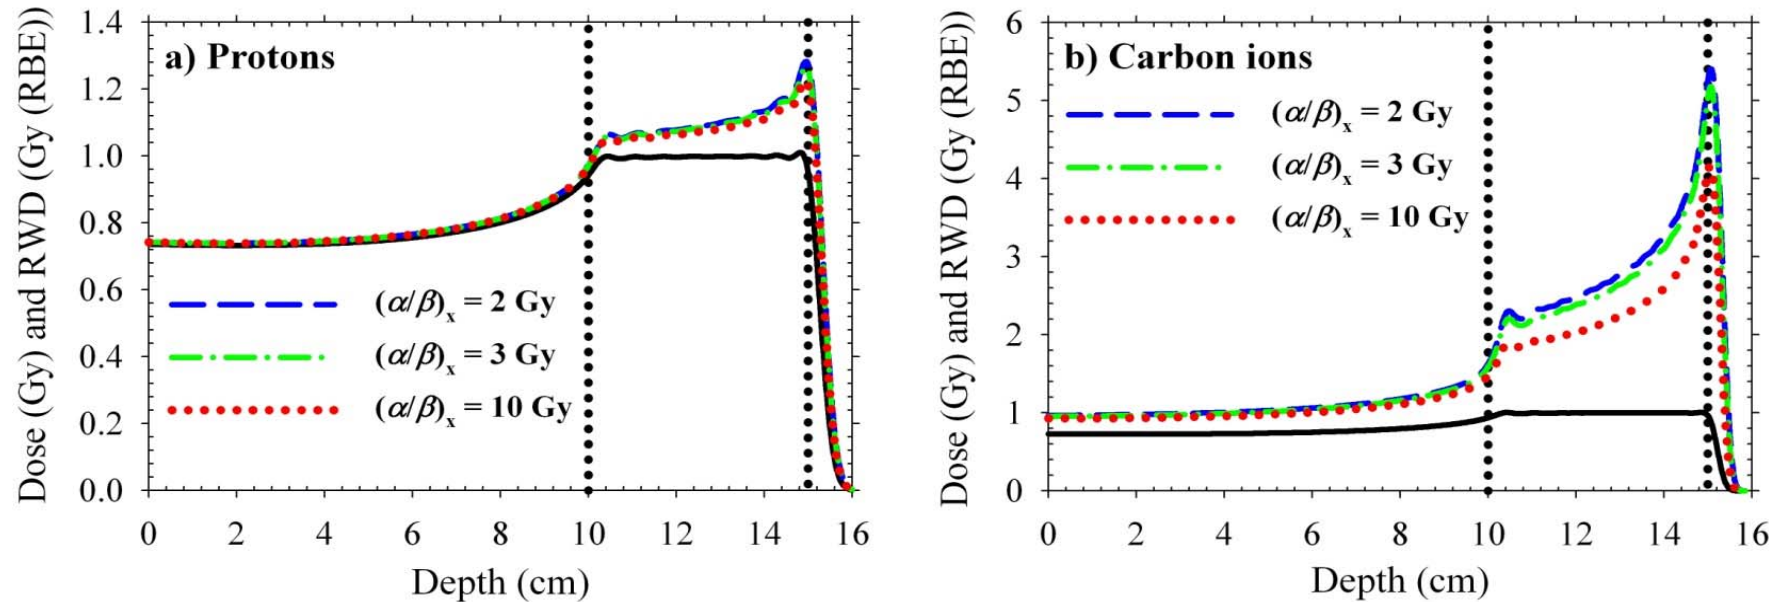 a) Protons
Dose (Gy) and RWD (Gy (RBE))
1.4
1.2
1.0
0.8
0.6
0.4
0.2
0.0
(α/β)x = 2 Gy
(α/β)x = 3 Gy
(α/β)x = 10 Gy
0 2 4 6 8 10 12 14 16
Depth (cm)
b) Carbon ions
Dose (Gy) and RWD (Gy (RBE))
6
5
4
3
2
1
0
(α/β)x = 2 Gy
(α/β)x = 3 Gy
(α/β)x = 10 Gy
0 2 4 6 8 10 12 14 16
Depth (cm)